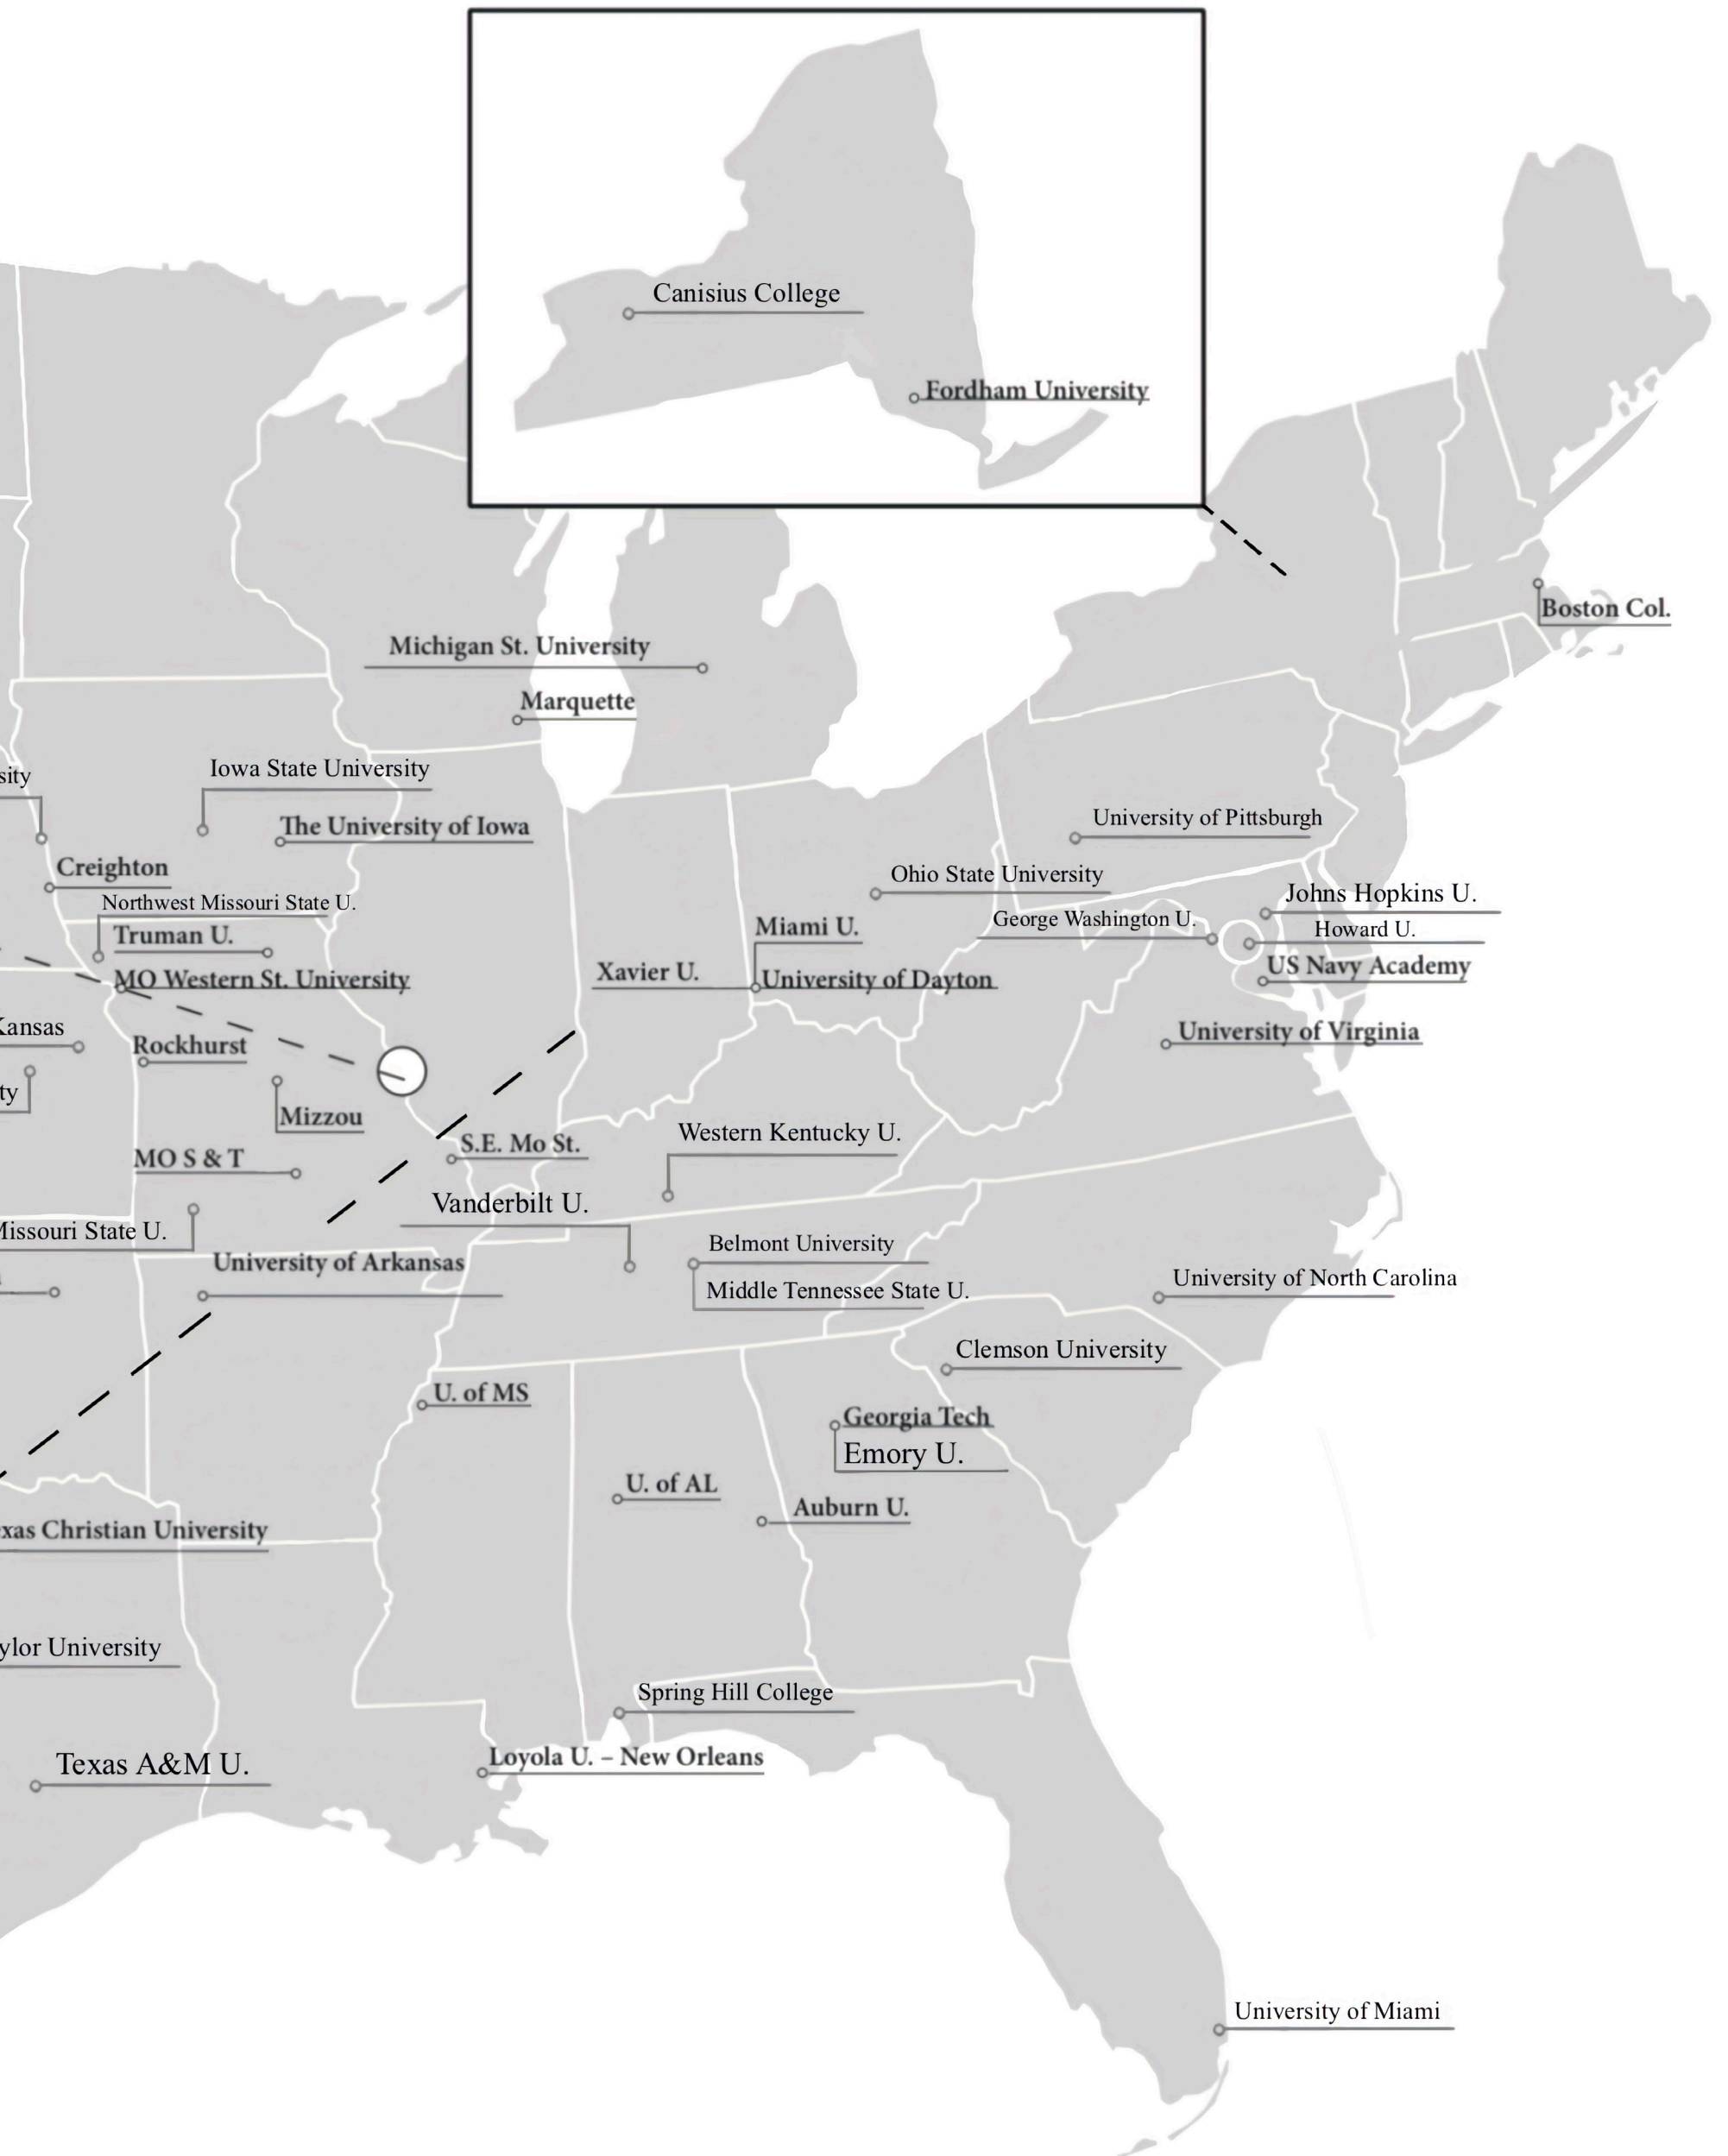 Canisius College
Fordham University
Boston Col.
Michigan St. University
Marquette
Iowa State University
sity
The University of Iowa
University of Pittsburgh
Creighton
Ohio State University
Johns Hopkins U.
Northwest Missouri State U.
George Washington U.
Howard U.
Truman U.
Miami U.
US Navy Academy
MO Western St. University
Xavier U.
University of Dayton
Kansas
Rockhurst
University of Virginia
ty
Mizzou
Western Kentucky U.
S.E. Mo St.
MO S & T
Vanderbilt U.
Missouri State U.
Belmont University
University of Arkansas
Middle Tennessee State U.
University of North Carolina
Clemson University
U. of MS
Georgia Tech
Emory U.
U. of AL
Auburn U.
exas Christian University
ylor University
Spring Hill College
Loyola U. – New Orleans
Texas A&M U.
University of Miami